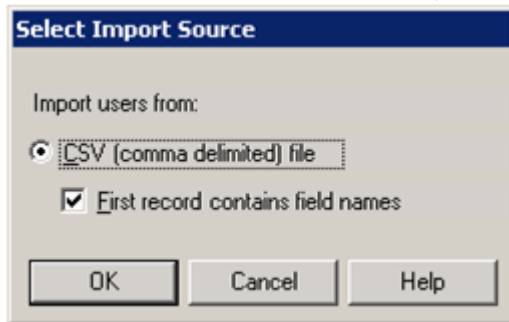 Select Import Source
Import users from:
CSV (comma delimited) file
First record contains field names
OK Cancel Help